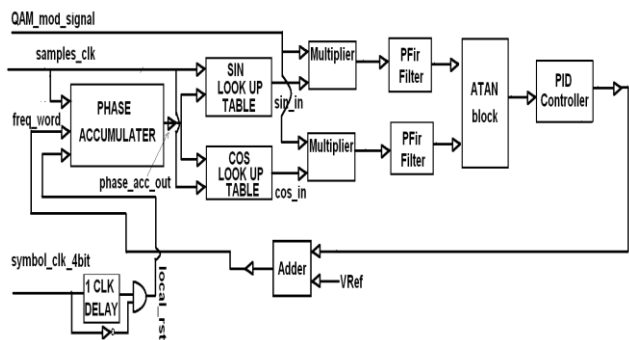 QAM_mod_signal
samples_clk
freq_word
PHASE
ACCUMULATER
phase_acc_out
SIN
LOOK UP
TABLE
sin_in
COS
LOOK UP
TABLE
cos_in
Multiplier
Multiplier
PFir
Filter
PFir
Filter
ATAN
block
PID
Controller
symbol_clk_4bit
1 CLK
DELAY
local_rst
Adder
VRef